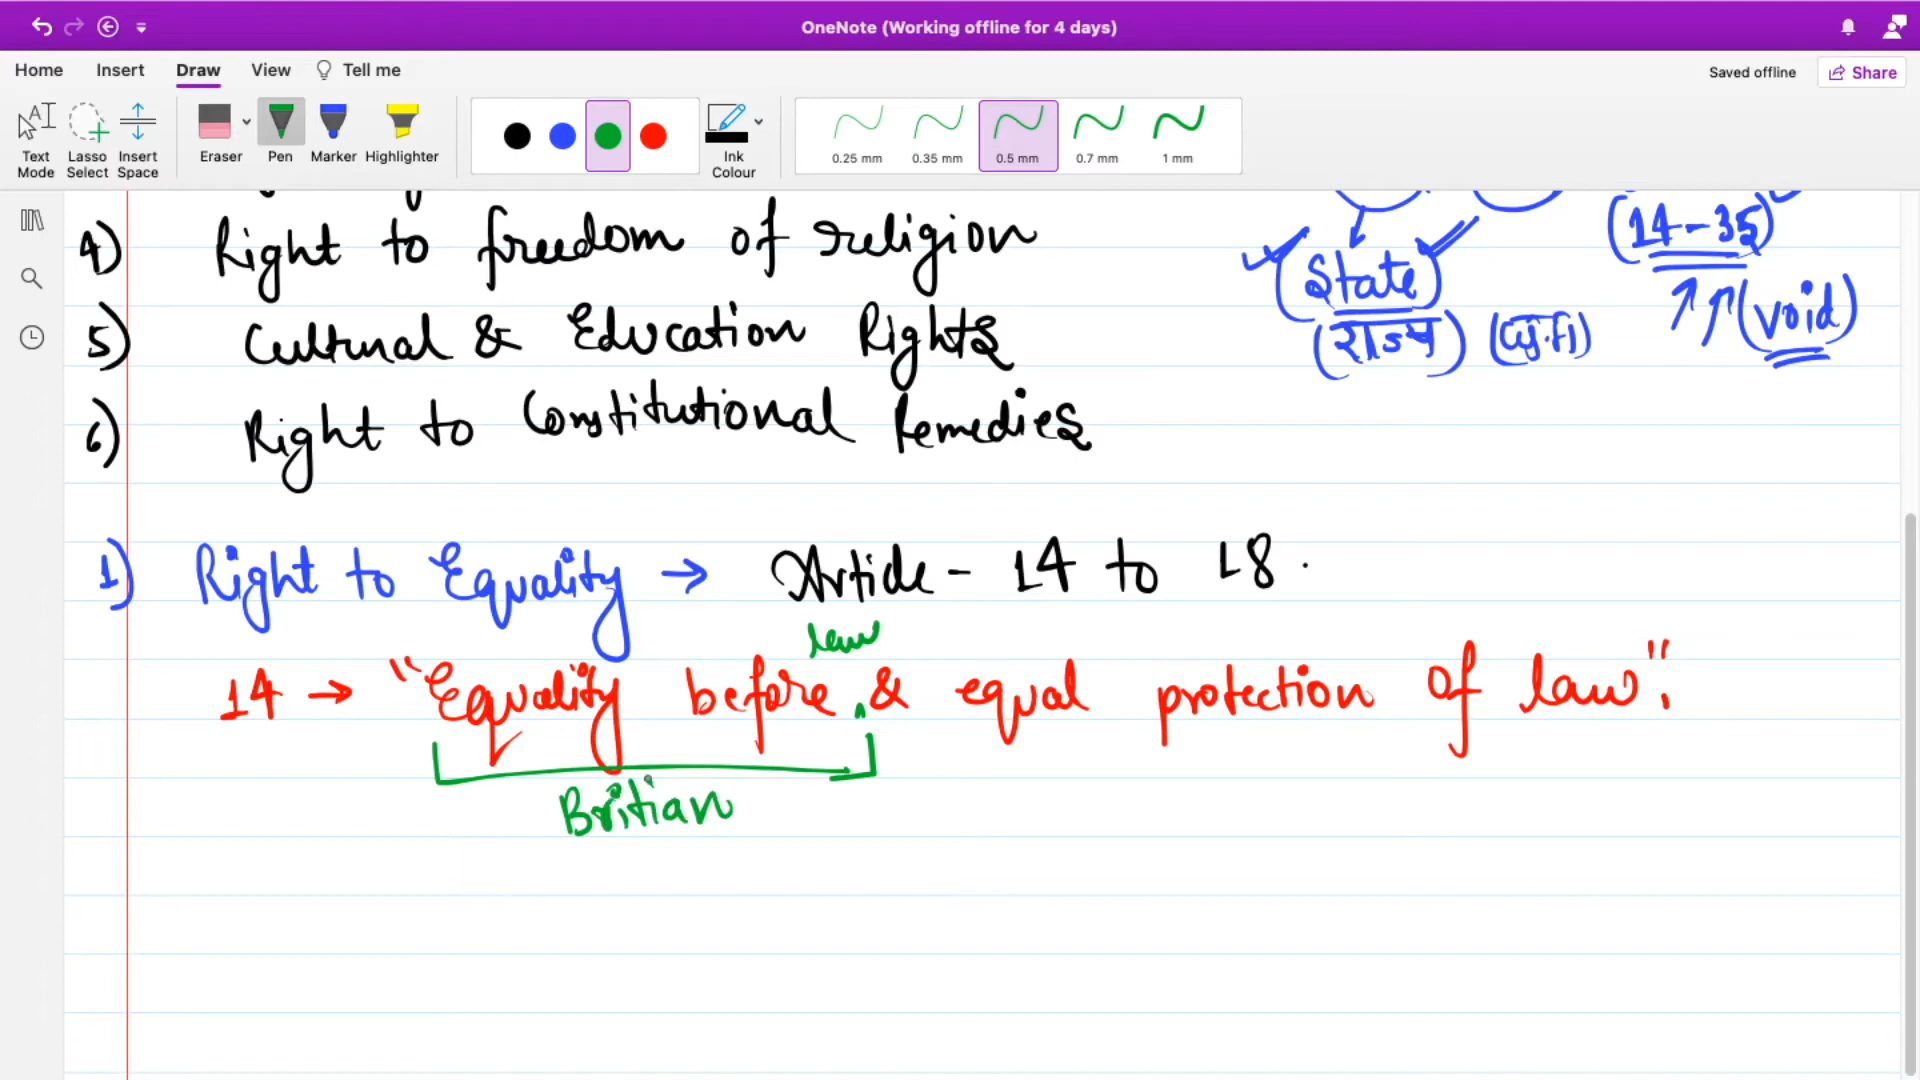 OneNote (Working offline for 4 days)
Home Insert Draw View Tell me Saved offline Share
Text Mode Lasso Select Insert Space Eraser Pen Marker Highlighter Ink Colour 0.25 mm 0.35 mm 0.5 mm 0.7 mm 1 mm
4) Right to freedom of religion
(14-35)
(State)
5) Cultural & Education Rights
(राज्य) (void)
6) Right to Constitutional Remedies
1) Right to Equality → Article - 14 to 18.
law
14 → "Equality before & equal protection of law".
Britian